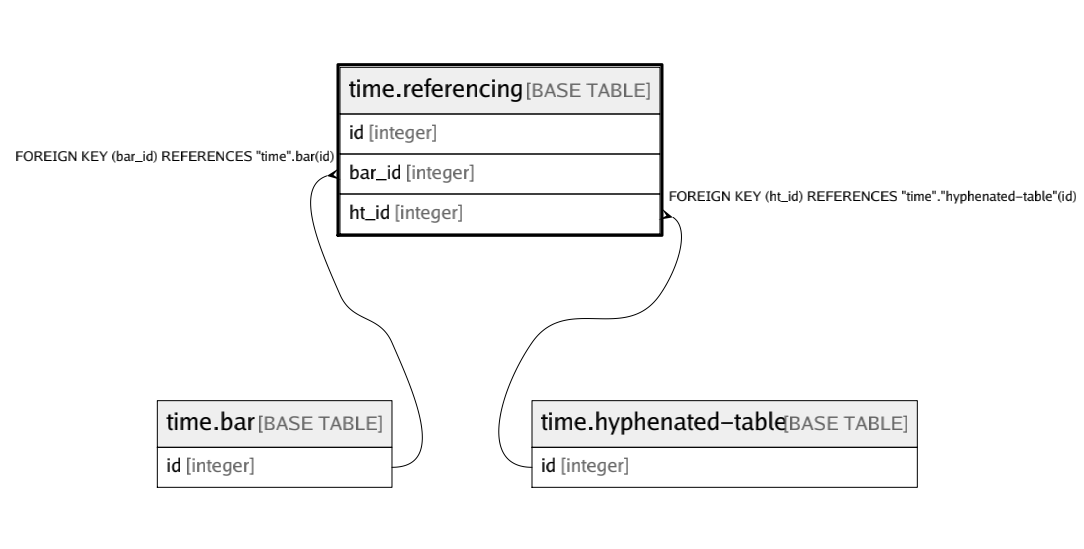 time.referencing [BASE TABLE]
id [integer]
FOREIGN KEY (bar_id) REFERENCES "time".bar(id)
bar_id [integer]
FOREIGN KEY (ht_id) REFERENCES "time"."hyphenated-table"(id)
ht_id [integer]
time.bar [BASE TABLE]
id [integer]
time.hyphenated-table [BASE TABLE]
id [integer]